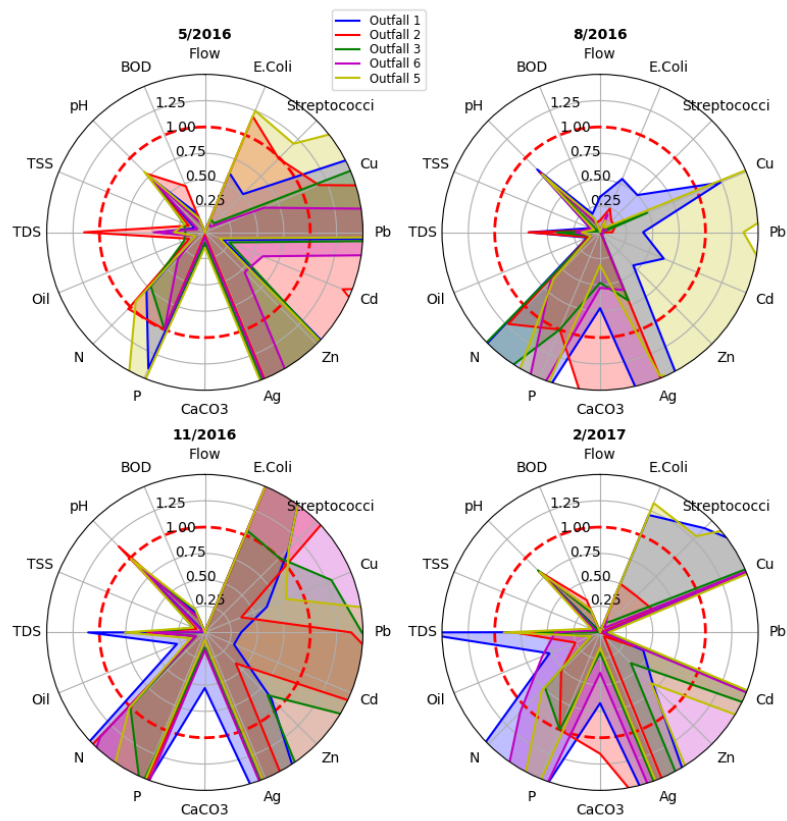 Outfall 1
Outfall 2
Outfall 3
Outfall 6
Outfall 5
5/2016
Flow
E.Coli
Streptococci
Cu
Pb
Cd
Zn
Ag
CaCO3
P
N
Oil
TDS
TSS
pH
BOD
1.25
1.00
0.75
0.50
0.25
8/2016
Flow
E.Coli
Streptococci
Cu
Pb
Cd
Zn
Ag
CaCO3
P
N
Oil
TDS
TSS
pH
BOD
1.25
1.00
0.75
0.50
0.25
11/2016
Flow
E.Coli
Streptococci
Cu
Pb
Cd
Zn
Ag
CaCO3
P
N
Oil
TDS
TSS
pH
BOD
1.25
1.00
0.75
0.50
0.25
2/2017
Flow
E.Coli
Streptococci
Cu
Pb
Cd
Zn
Ag
CaCO3
P
N
Oil
TDS
TSS
pH
BOD
1.25
1.00
0.75
0.50
0.25